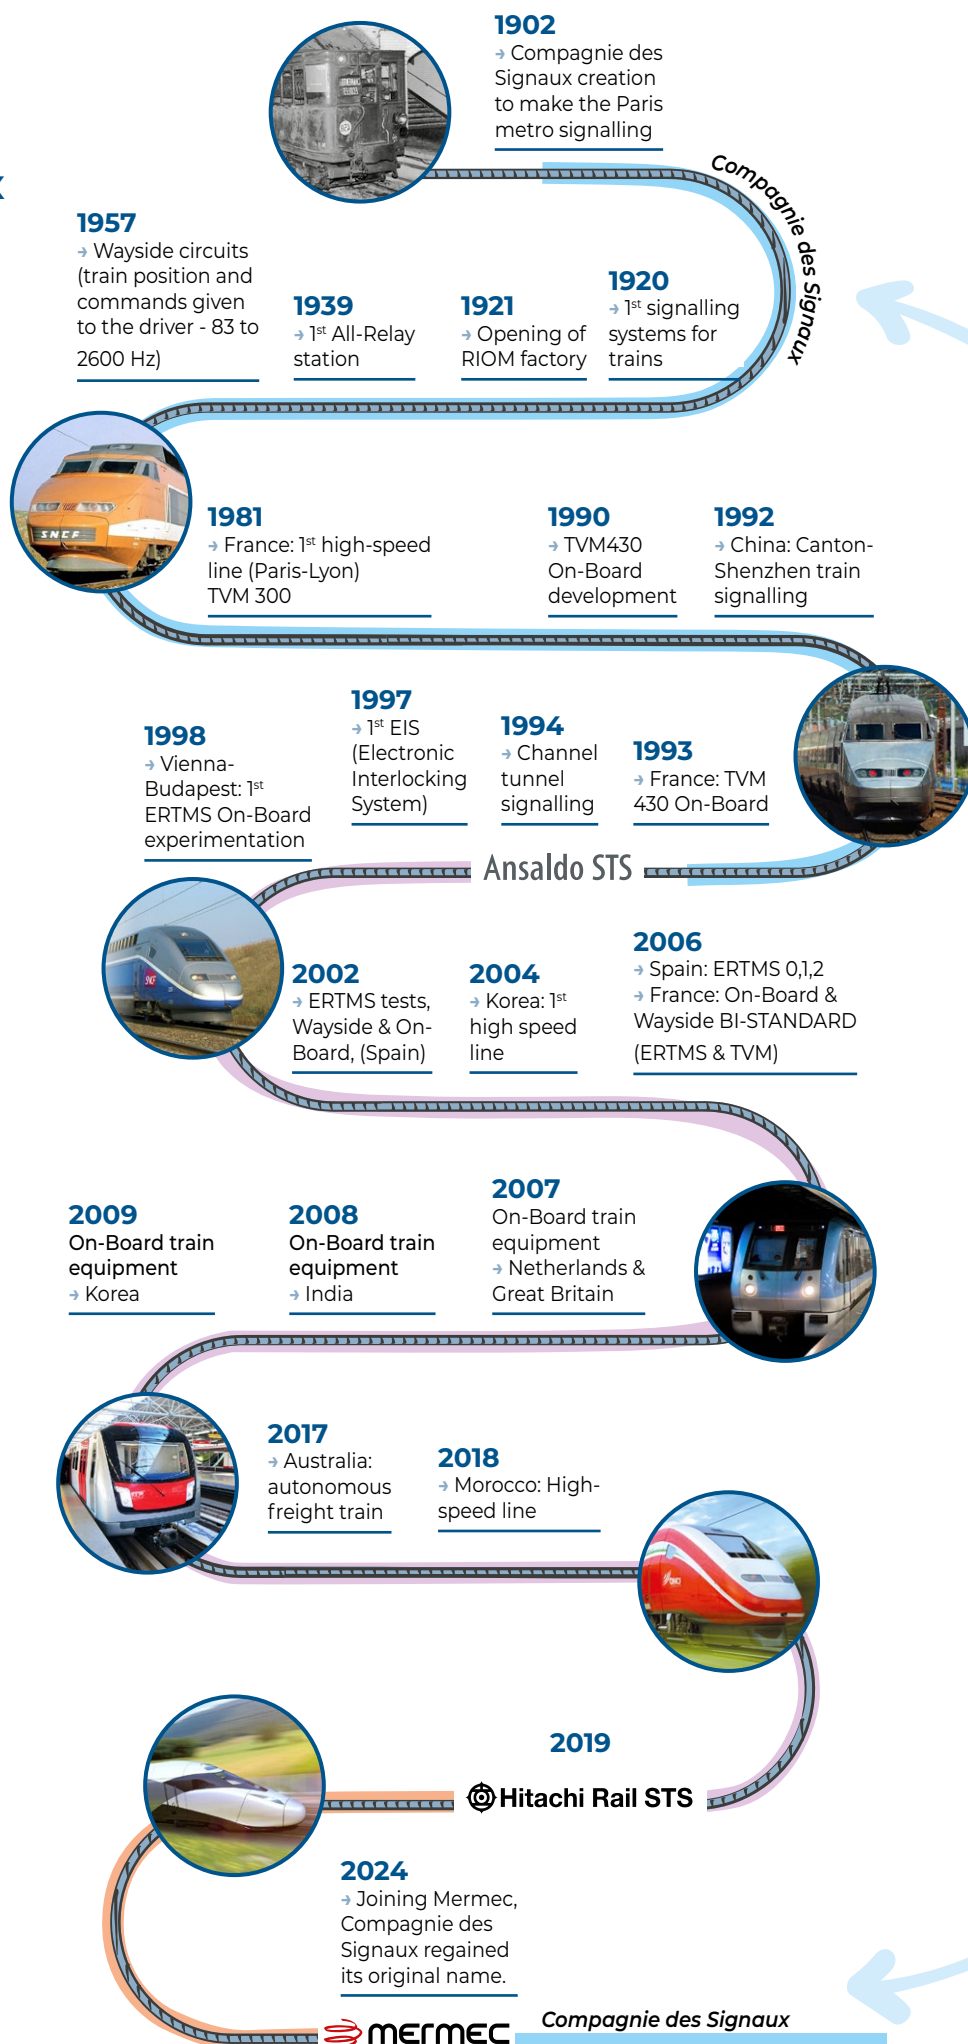 1902
→ Compagnie des
Signaux creation
to make the Paris
metro signalling
Compagnie des Signaux
1957
→ Wayside circuits
(train position and
commands given
to the driver - 83 to
2600 Hz)
1939
→ 1st All-Relay
station
1921
→ Opening of
RIOM factory
1920
→ 1st signalling
systems for
trains
SNCF
1981
→ France: 1st high-speed
line (Paris-Lyon)
TVM 300
1990
→ TVM430
On-Board
development
1992
→ China: Canton-
Shenzhen train
signalling
1998
→ Vienna-
Budapest: 1st
ERTMS On-Board
experimentation
1997
→ 1st EIS
(Electronic
Interlocking
System)
1994
→ Channel
tunnel
signalling
1993
→ France: TVM
430 On-Board
Ansaldo STS
SNCF
2002
→ ERTMS tests,
Wayside & On-
Board, (Spain)
2004
→ Korea: 1st
high speed
line
2006
→ Spain: ERTMS 0,1,2
→ France: On-Board &
Wayside BI-STANDARD
(ERTMS & TVM)
2009
On-Board train
equipment
→ Korea
2008
On-Board train
equipment
→ India
2007
On-Board train
equipment
→ Netherlands &
Great Britain
2017
→ Australia:
autonomous
freight train
2018
→ Morocco: High-
speed line
2019
Hitachi Rail STS
2024
→ Joining Mermec,
Compagnie des
Signaux regained
its original name.
mermec
Compagnie des Signaux